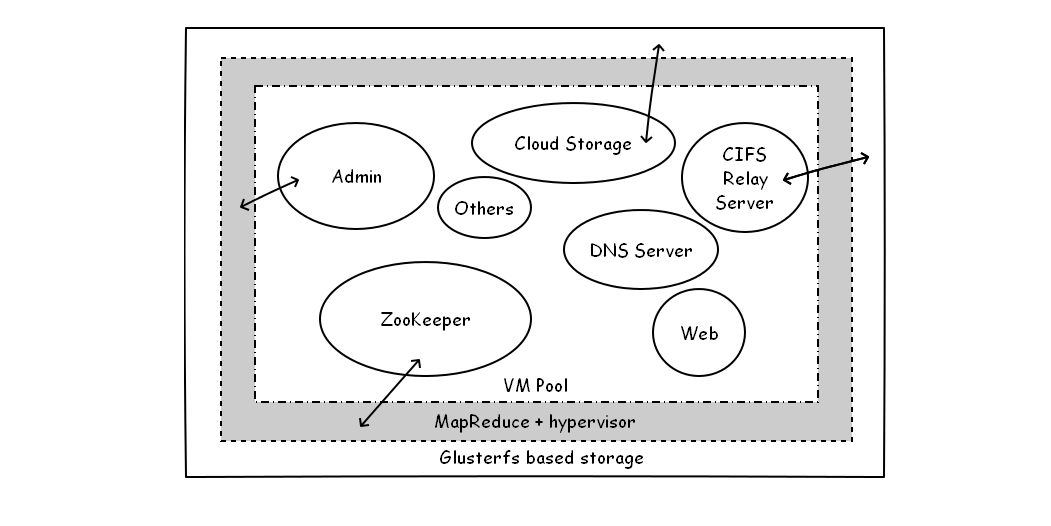 Cloud Storage
CIFS
Relay
Server
Admin
Others
DNS Server
ZooKeeper
Web
VM Pool
MapReduce + hypervisor
Glusterfs based storage